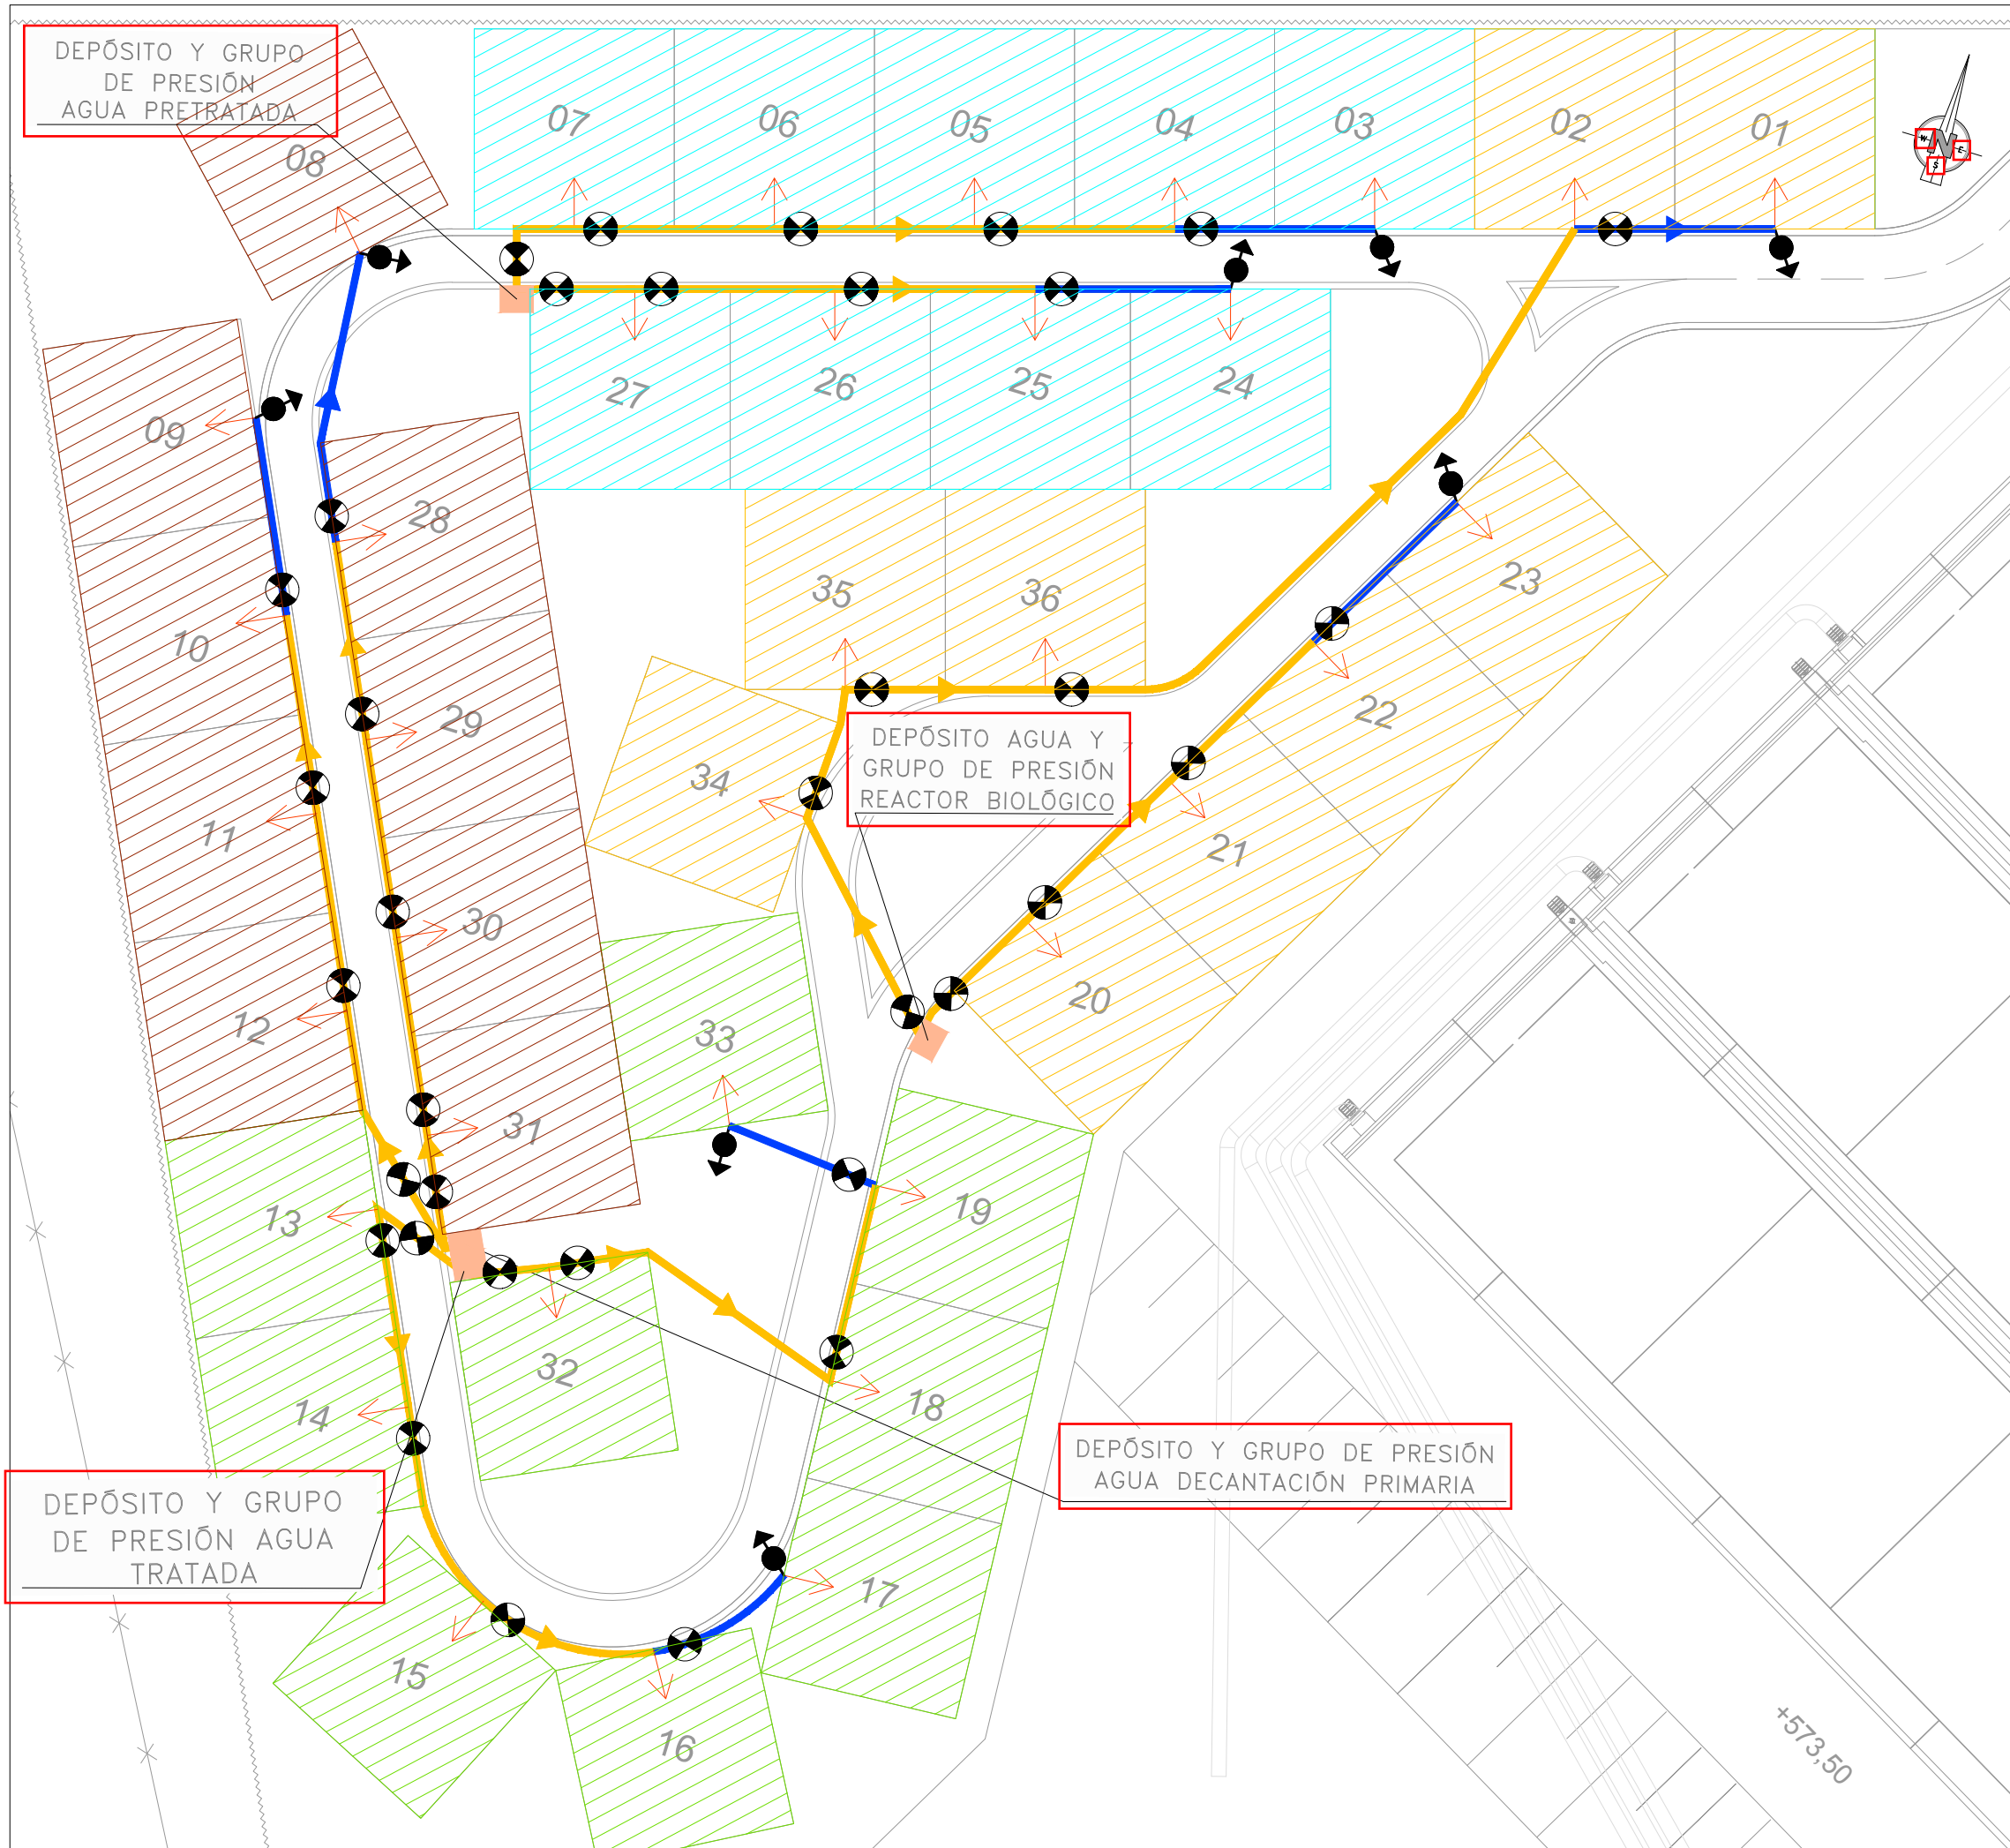 DEPÓSITO Y GRUPO
DE PRESIÓN
AGUA PRETRATADA
08
07
06
05
04
03
02
01
N
W
E
S
09
10
11
12
28
29
30
31
27
26
25
24
35
36
34
DEPÓSITO AGUA Y
GRUPO DE PRESIÓN
REACTOR BIOLÓGICO
23
22
21
20
33
19
18
17
13
14
32
15
16
DEPÓSITO Y GRUPO DE PRESIÓN
AGUA DECANTACIÓN PRIMARIA
DEPÓSITO Y GRUPO
DE PRESIÓN AGUA
TRATADA
+573,50